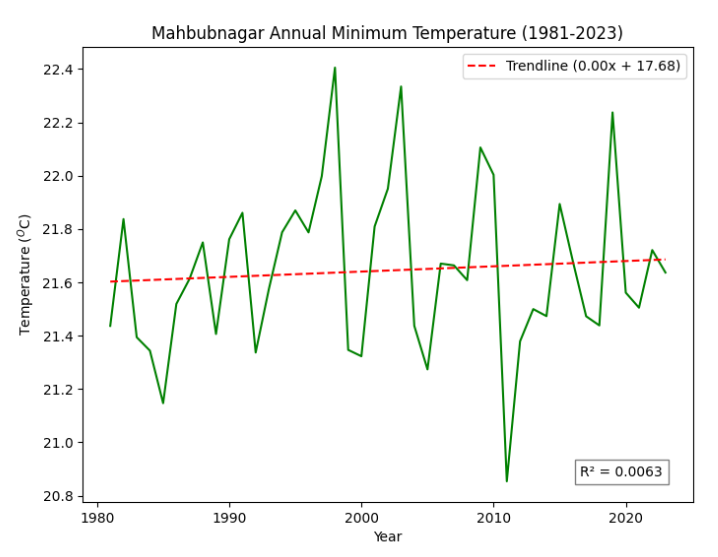 Mahbubnagar Annual Minimum Temperature (1981-2023)
Trendline (0.00x + 17.68)
22.4
22.2
22.0
21.8
21.6
21.4
21.2
21.0
20.8
Temperature (°C)
R² = 0.0063
1980
1990
2000
2010
2020
Year